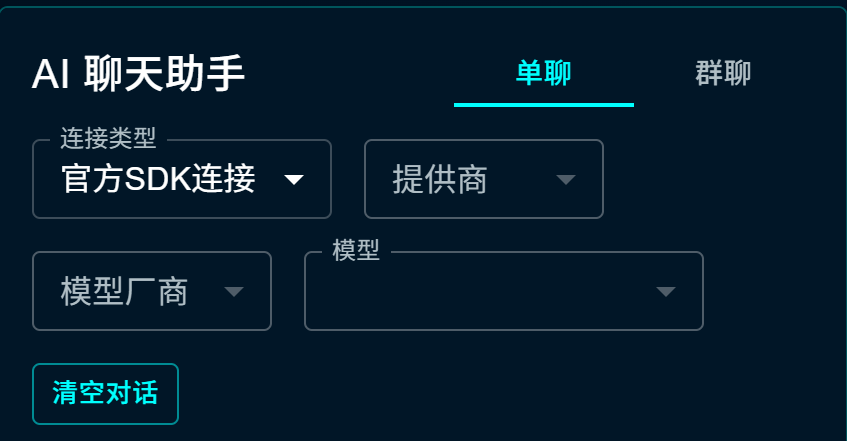 AI 聊天助手
单聊
群聊
连接类型
官方SDK连接
提供商
模型厂商
模型
清空对话